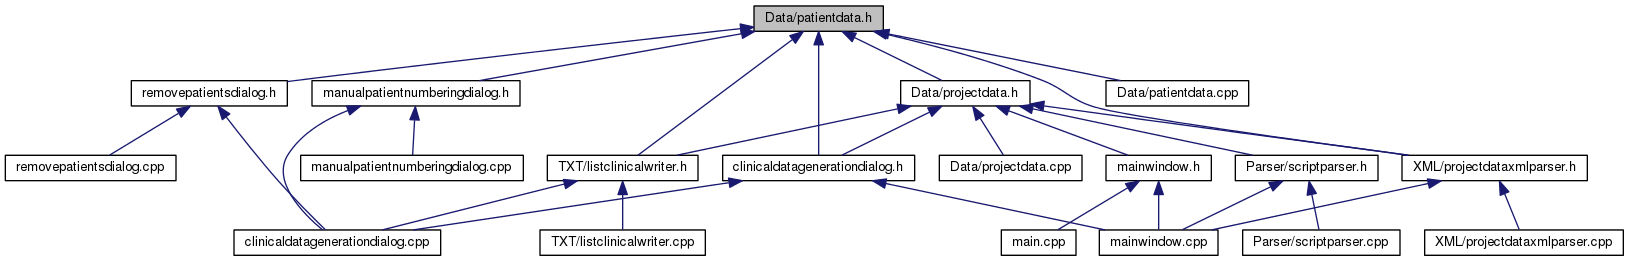 Data/patientdata.h
removepatientsdialog.h
manualpatientnumberingdialog.h
Data/projectdata.h
Data/patientdata.cpp
removepatientsdialog.cpp
manualpatientnumberingdialog.cpp
TXT/listclinicalwriter.h
clinicaldatagenerationdialog.h
Data/projectdata.cpp
mainwindow.h
Parser/scriptparser.h
XML/projectdataxmlparser.h
clinicaldatagenerationdialog.cpp
TXT/listclinicalwriter.cpp
main.cpp
mainwindow.cpp
Parser/scriptparser.cpp
XML/projectdataxmlparser.cpp